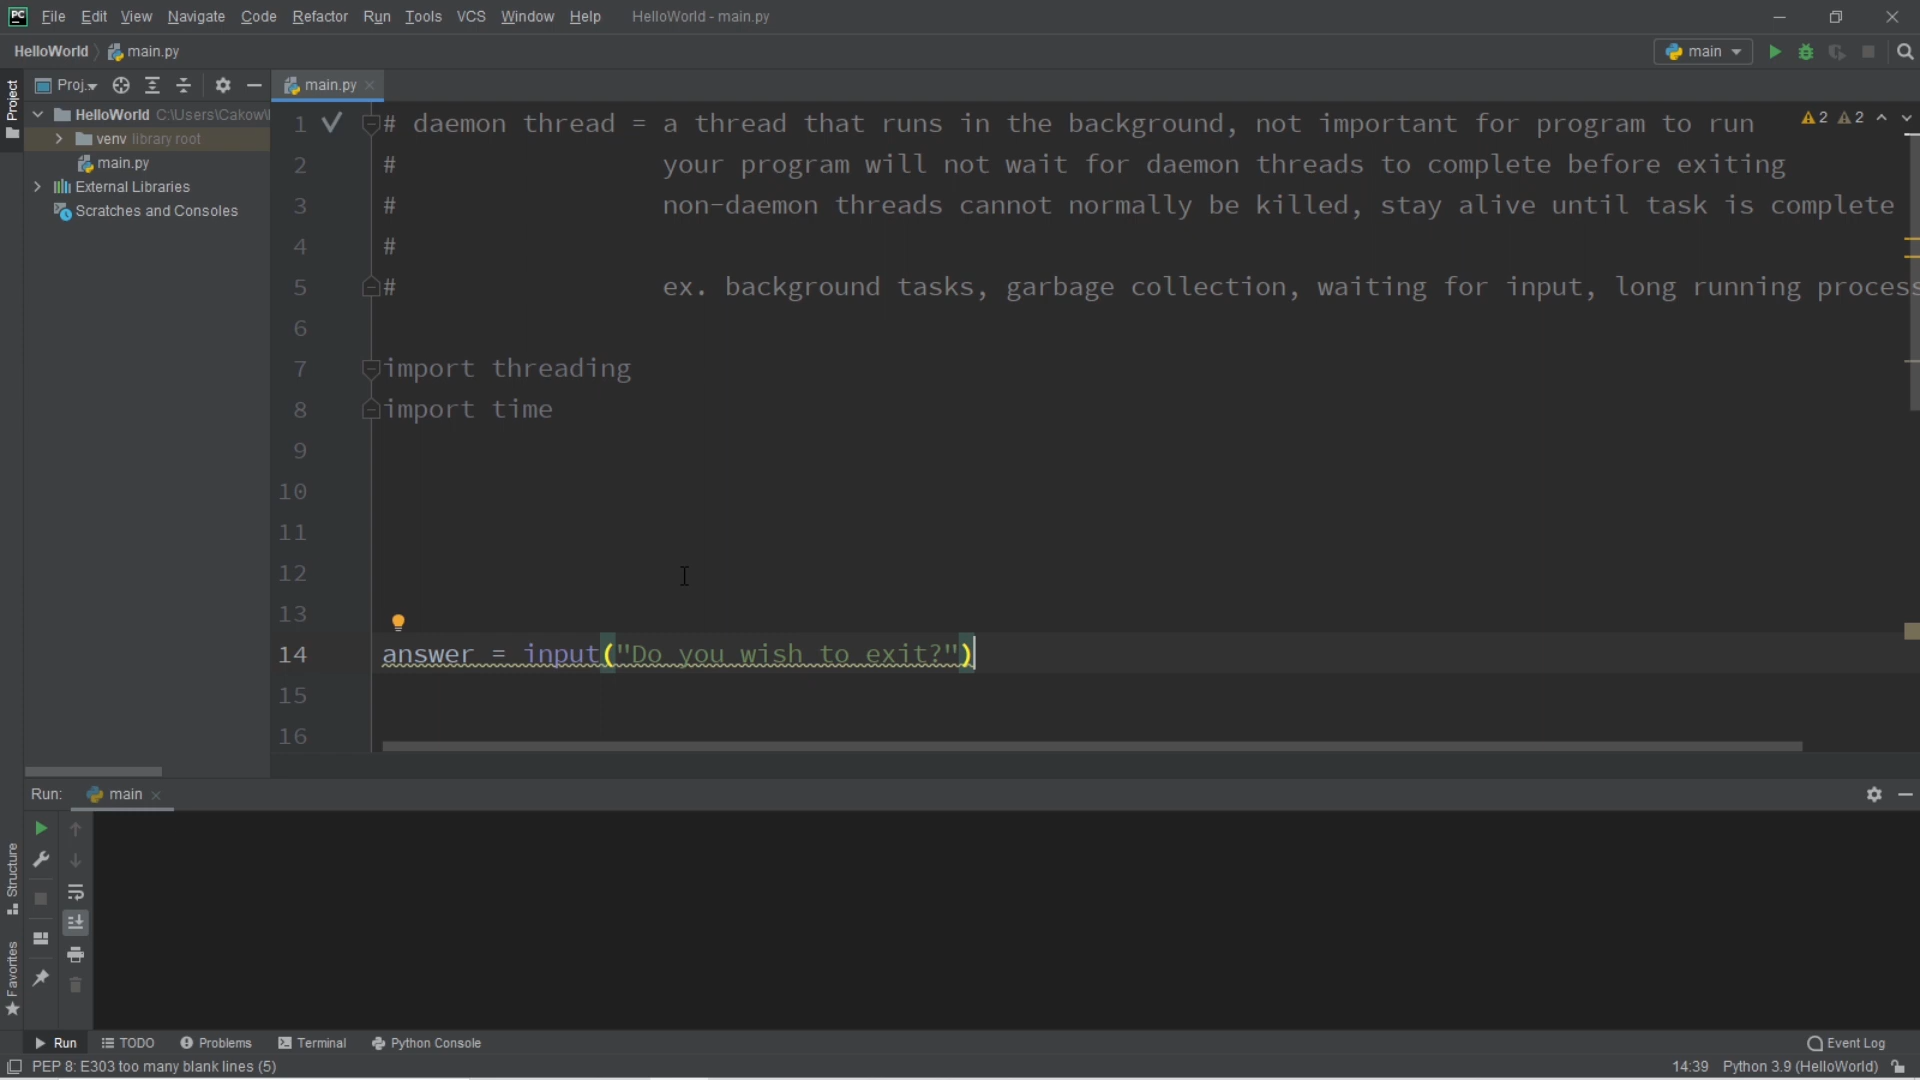 File Edit View Navigate Code Refactor Run Tools VCS Window Help HelloWorld - main.py
HelloWorld main.py main
Project
Proj... main.py
HelloWorld C:\Users\Cakow\
venv library root
main.py
External Libraries
Scratches and Consoles
1 # daemon thread = a thread that runs in the background, not important for program to run
2 2
2 # your program will not wait for daemon threads to complete before exiting
3 # non-daemon threads cannot normally be killed, stay alive until task is complete
4 #
5 # ex. background tasks, garbage collection, waiting for input, long running process
6
7 import threading
8 import time
9
10
11
12
13
14 answer = input("Do you wish to exit?")
15
16
Run: main
Structure
Favorites
Run TODO Problems Terminal Python Console Event Log
PEP 8: E303 too many blank lines (5) 14:39 Python 3.9 (HelloWorld)